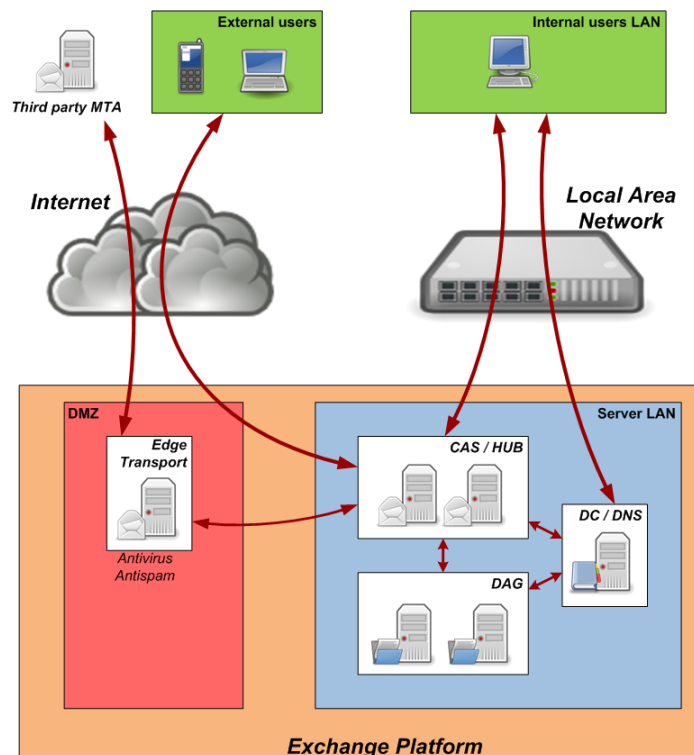 External users
Internal users LAN
Third party MTA
Internet
Local Area
Network
DMZ
Server LAN
Edge
Transport
CAS / HUB
DC / DNS
Antivirus
Antispam
DAG
Exchange Platform